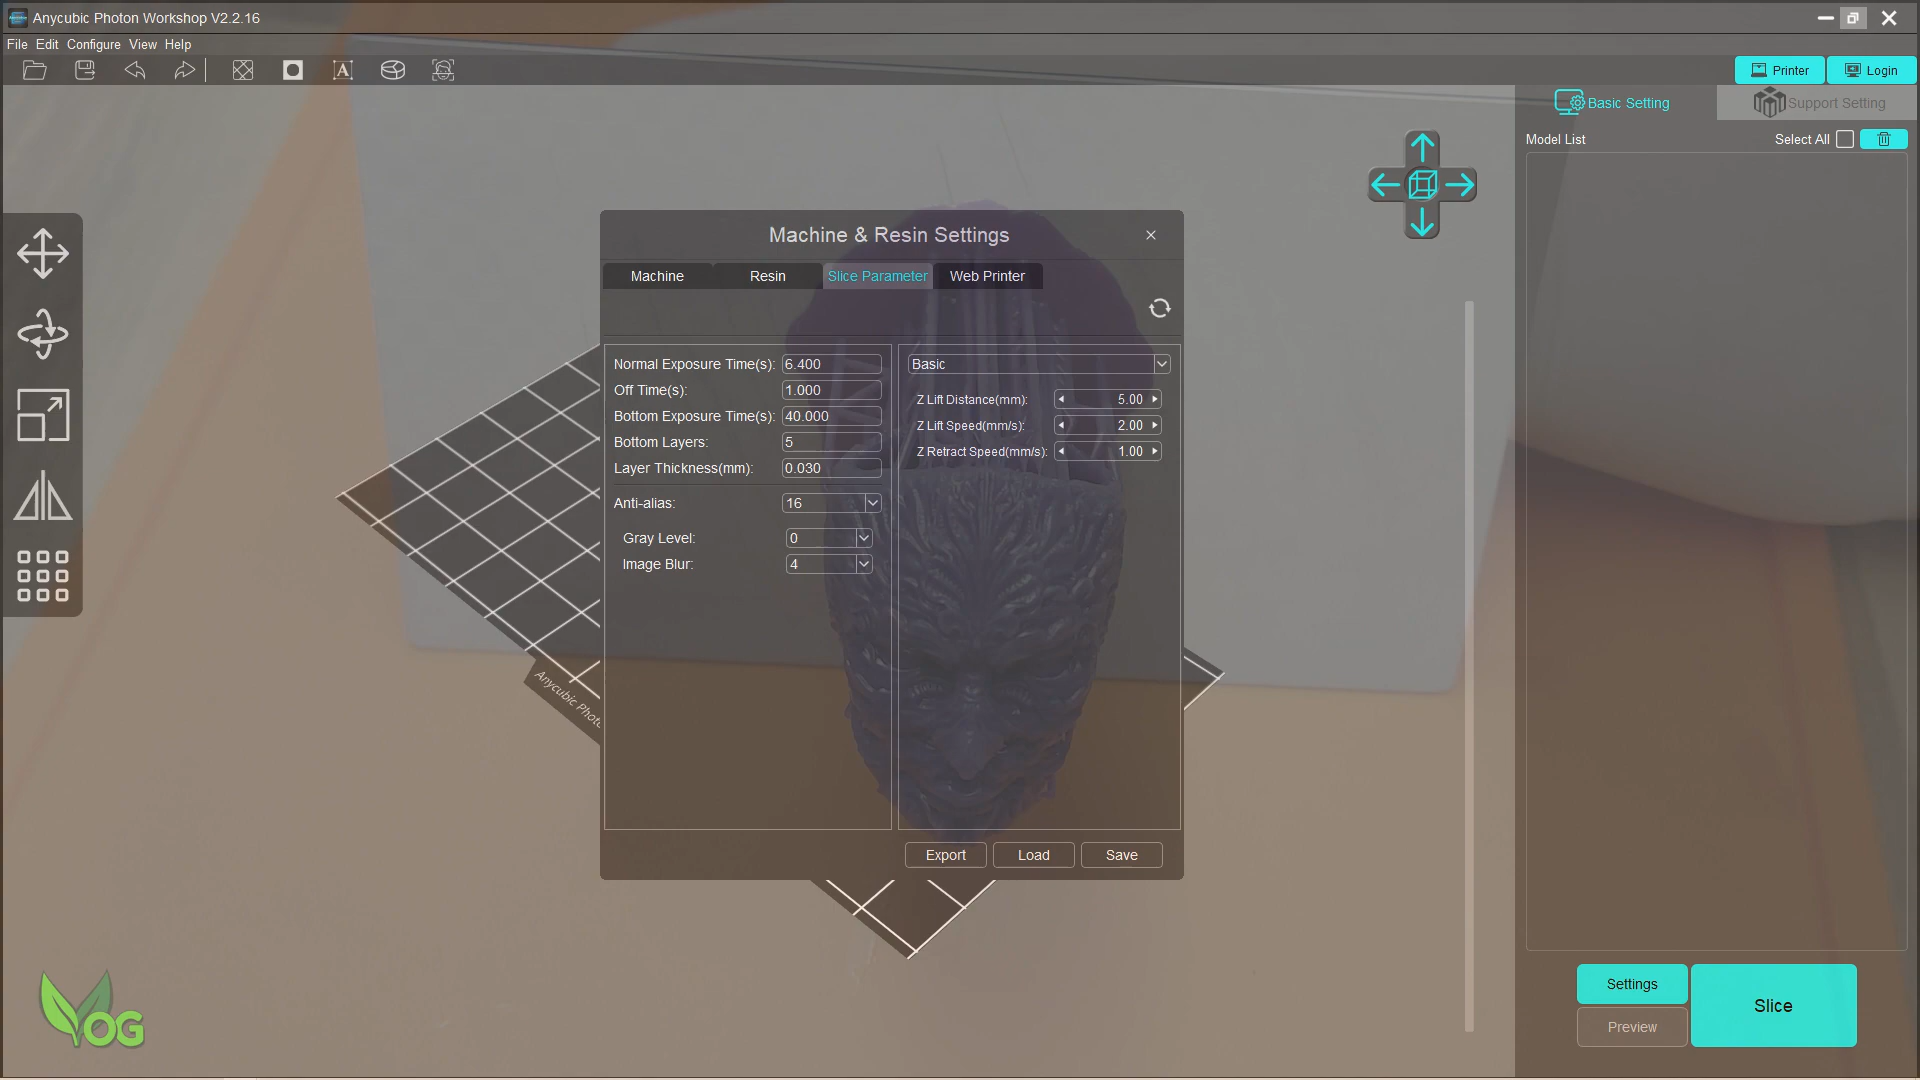 Anycubic Photon Workshop V2.2.16
File Edit Configure View Help
A
Printer Login
Basic Setting Support Setting
Model List Select All
Machine & Resin Settings
Machine Resin Slice Parameter Web Printer
Normal Exposure Time(s): 6.400
Off Time(s): 1.000
Bottom Exposure Time(s): 40.000
Bottom Layers: 5
Layer Thickness(mm): 0.030
Anti-alias: 16
Gray Level: 0
Image Blur: 4
Basic
Z Lift Distance(mm): 5.00
Z Lift Speed(mm/s): 2.00
Z Retract Speed(mm/s): 1.00
Anycubic
Export Load Save
Settings
Preview
Slice
VOG